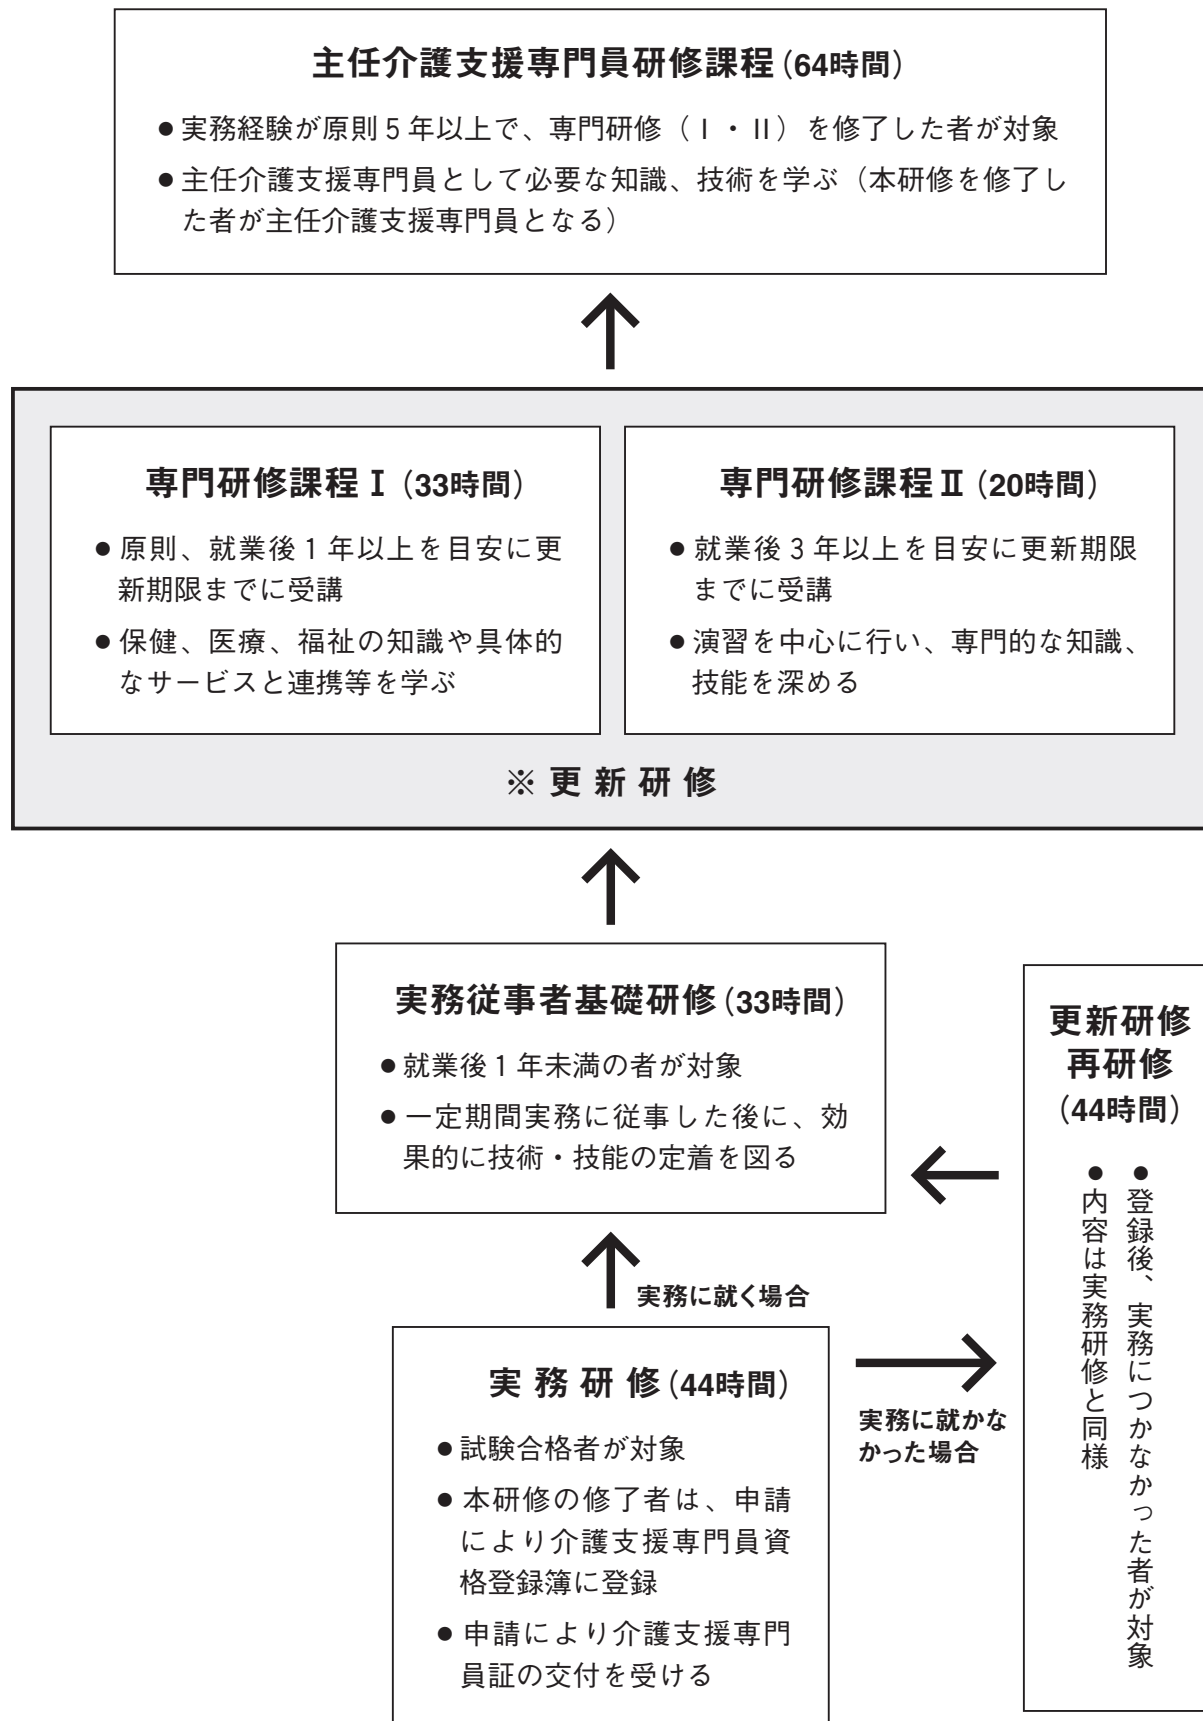 主任介護支援専門員研修課程(64時間)
●実務経験が原則5年以上で、専門研修（Ⅰ・Ⅱ）を修了した者が対象
●主任介護支援専門員として必要な知識、技術を学ぶ（本研修を修了し
た者が主任介護支援専門員となる）
専門研修課程Ⅰ(33時間)
●原則、就業後1年以上を目安に更
新期限までに受講
●保健、医療、福祉の知識や具体的
なサービスと連携等を学ぶ
専門研修課程Ⅱ(20時間)
●就業後3年以上を目安に更新期限
までに受講
●演習を中心に行い、専門的な知識、
技能を深める
※更新研修
実務従事者基礎研修(33時間)
●就業後1年未満の者が対象
●一定期間実務に従事した後に、効
果的に技術・技能の定着を図る
更新研修
再研修
(44時間)
●登録後、実務につかなかった者が対象
●内容は実務研修と同様
実務に就く場合
実務研修(44時間)
●試験合格者が対象
●本研修の修了者は、申請
により介護支援専門員資
格登録簿に登録
●申請により介護支援専門
員証の交付を受ける
実務に就かな
かった場合